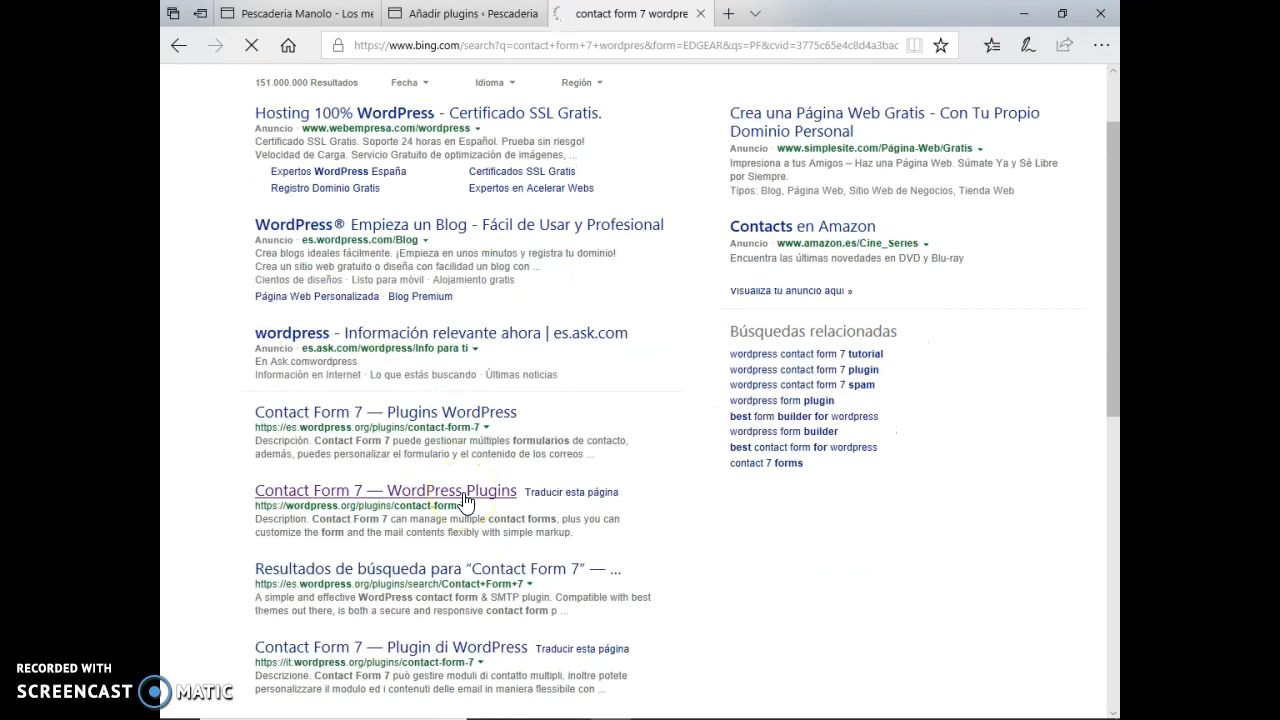 Pescaderia Manolo - Los me
Añadir plugins ‹ Pescaderia
contact form 7 wordpre
https://www.bing.com/search?q=contact+form+7+wordpres&form=EDGEAR&qs=PF&cvid=3775c65e4c8d4a3bac
151.000.000 Resultados Fecha Idioma Región
Hosting 100% WordPress - Certificado SSL Gratis.
Anuncio · www.webempresa.com/wordpress
Certificado SSL Gratis. Soporte 24 horas en Español. Prueba sin riesgo!
Velocidad de Carga. Servicio Gratuito de optimización de imágenes, ...
Expertos WordPress España Certificados SSL Gratis
Registro Dominio Gratis Expertos en Acelerar Webs
WordPress® Empieza un Blog - Fácil de Usar y Profesional
Anuncio · es.wordpress.com/Blog
Crea blogs ideales fácilmente. ¡Empieza en unos minutos y registra tu dominio!
Crea un sitio web gratuito o diseña con facilidad un blog con ...
Cientos de diseños · Listo para móvil · Alojamiento gratis
Página Web Personalizada · Blog Premium
wordpress - Información relevante ahora | es.ask.com
Anuncio · es.ask.com/wordpress/Info para ti
En Ask.comwordpress
Información en Internet · Lo que estás buscando · Últimas noticias
Contact Form 7 — Plugins WordPress
https://es.wordpress.org/plugins/contact-form-7
Descripción. Contact Form 7 puede gestionar múltiples formularios de contacto,
además, puedes personalizar el formulario y el contenido de los correos ...
Contact Form 7 — WordPress Plugins Traducir esta página
https://wordpress.org/plugins/contact-form
Description. Contact Form 7 can manage multiple contact forms, plus you can
customize the form and the mail contents flexibly with simple markup.
Resultados de búsqueda para “Contact Form 7” — ...
https://es.wordpress.org/plugins/search/Contact+Form+7
A simple and effective WordPress contact form & SMTP plugin. Compatible with best
themes out there, is both a secure and responsive contact form p ...
Contact Form 7 — Plugin di WordPress Traducir esta página
https://it.wordpress.org/plugins/contact-form-7
Descrizione. Contact Form 7 può gestire moduli di contatto multipli, inoltre potete
personalizzare il modulo ed i contenuti delle email in maniera flessibile con ...
Crea una Página Web Gratis - Con Tu Propio
Dominio Personal
Anuncio · www.simplesite.com/Página-Web/Gratis
Impresiona a tus Amigos – Haz una Página Web. Súmate Ya y Sé Libre
por Siempre.
Tipos: Blog, Página Web, Sitio Web de Negocios, Tienda Web
Contacts en Amazon
Anuncio · www.amazon.es/Cine_Series
Encuentra las últimas novedades en DVD y Blu-ray
Visualiza tu anuncio aquí »
Búsquedas relacionadas
wordpress contact form 7 tutorial
wordpress contact form 7 plugin
wordpress contact form 7 spam
wordpress form plugin
best form builder for wordpress
wordpress form builder
best contact form for wordpress
contact 7 forms
RECORDED WITH
SCREENCAST MATIC